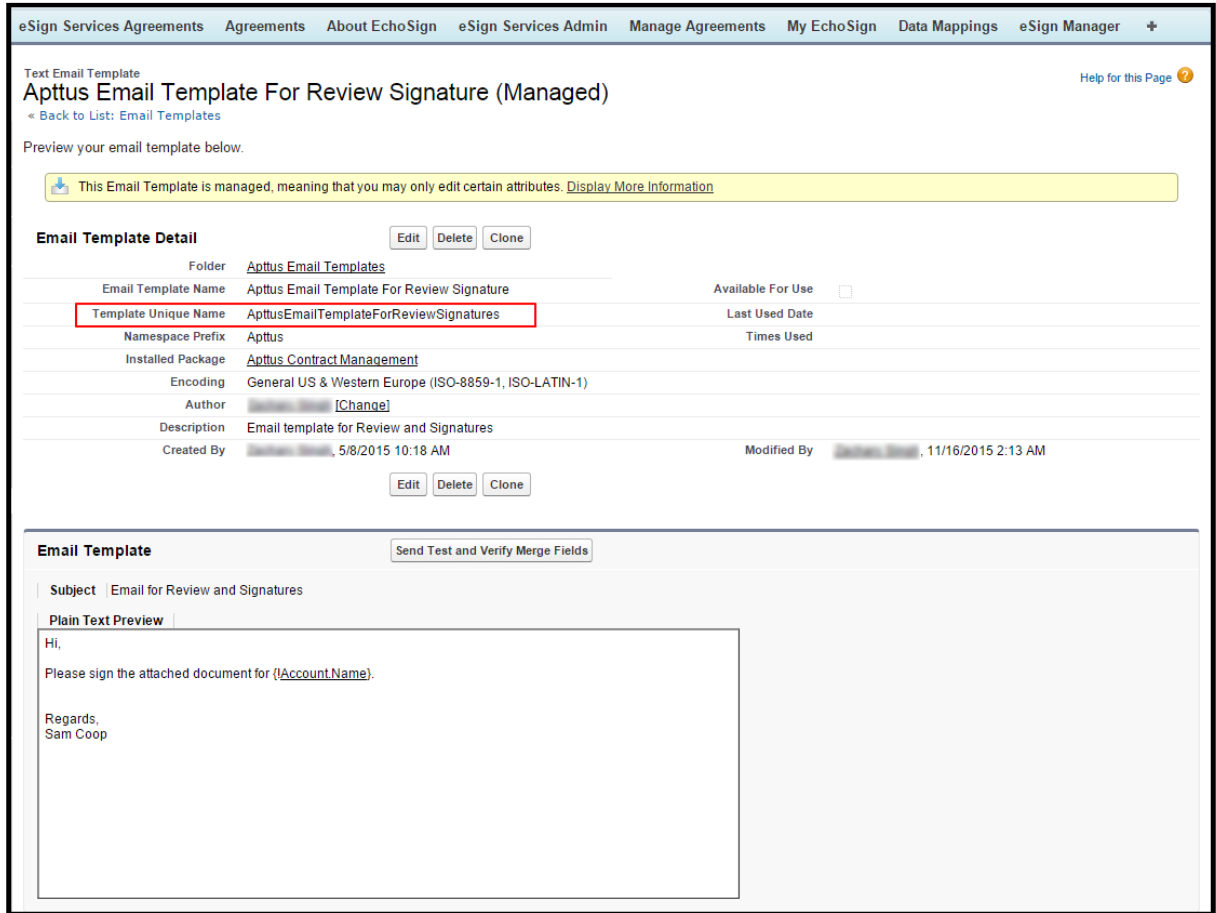 eSign Services Agreements Agreements About EchoSign eSign Services Admin Manage Agreements My EchoSign Data Mappings eSign Manager +
Text Email Template
Help for this Page ?
Apttus Email Template For Review Signature (Managed)
« Back to List: Email Templates
Preview your email template below.
This Email Template is managed, meaning that you may only edit certain attributes. Display More Information
Email Template Detail Edit Delete Clone
Folder Apttus Email Templates
Email Template Name Apttus Email Template For Review Signature Available For Use
Template Unique Name ApttusEmailTemplateForReviewSignatures Last Used Date
Namespace Prefix Apttus Times Used
Installed Package Apttus Contract Management
Encoding General US & Western Europe (ISO-8859-1, ISO-LATIN-1)
Author [Change]
Description Email template for Review and Signatures
Created By , 5/8/2015 10:18 AM Modified By , 11/16/2015 2:13 AM
Edit Delete Clone
Email Template Send Test and Verify Merge Fields
Subject Email for Review and Signatures
Plain Text Preview
Hi,
Please sign the attached document for {!Account.Name}.
Regards,
Sam Coop